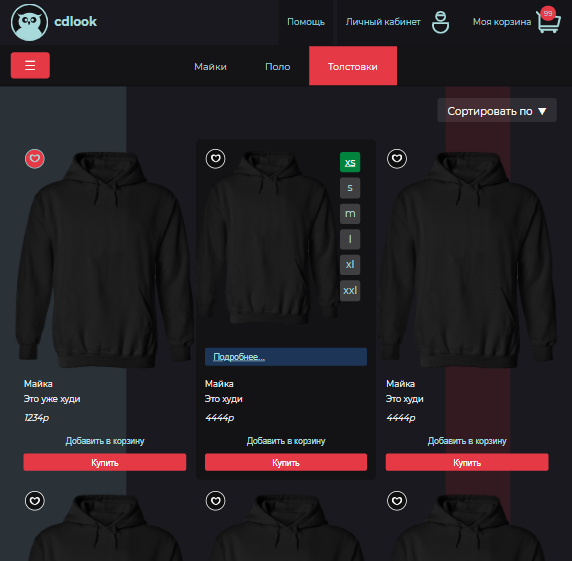 cdlook
Помощь
Личный кабинет
Моя корзина
99
Майки
Поло
Толстовки
Сортировать по ▼
xs
s
m
l
xl
xxl
Подробнее...
Майка
Это уже худи
1234р
Добавить в корзину
Купить
Майка
Это худи
4444р
Добавить в корзину
Купить
Майка
Это худи
4444р
Добавить в корзину
Купить